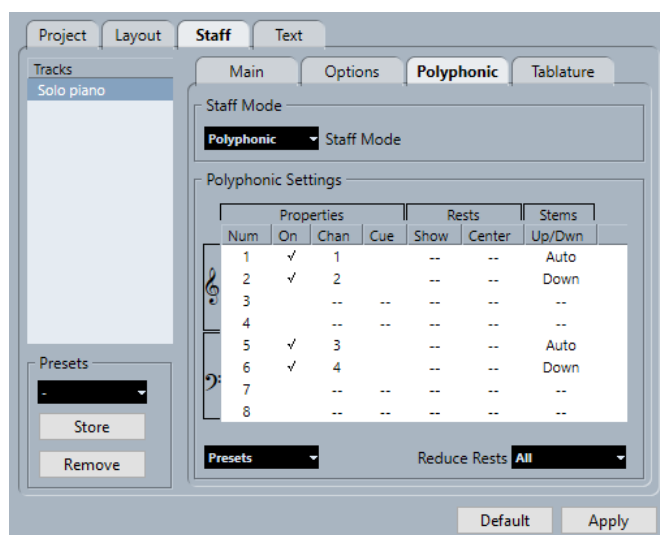 Project Layout Staff Text
Tracks
Solo piano
Main Options Polyphonic Tablature
Staff Mode
Polyphonic Staff Mode
Polyphonic Settings
Properties Rests Stems
Num On Chan Cue Show Center Up/Dwn
1 √ 1 -- -- Auto
2 √ 2 -- -- Down
3 -- -- -- -- --
4 -- -- -- -- --
5 √ 3 -- -- Auto
6 √ 4 -- -- Down
7 -- -- -- -- --
8 -- -- -- -- --
Presets
-
Store
Remove
Presets Reduce Rests All
Default Apply